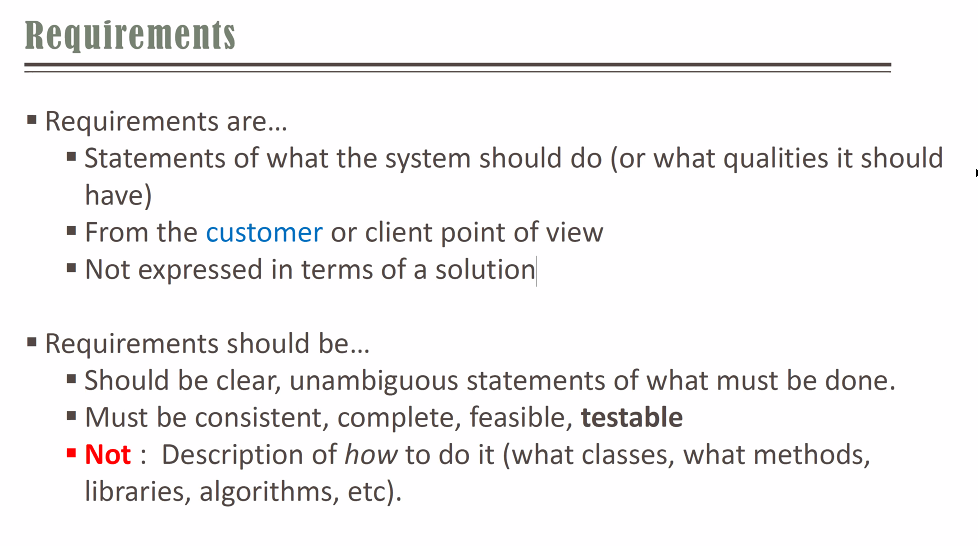 Requirements
▪ Requirements are…
▪ Statements of what the system should do (or what qualities it should
have)
▪ From the customer or client point of view
▪ Not expressed in terms of a solution
▪ Requirements should be…
▪ Should be clear, unambiguous statements of what must be done.
▪ Must be consistent, complete, feasible, testable
▪ Not : Description of how to do it (what classes, what methods,
libraries, algorithms, etc).